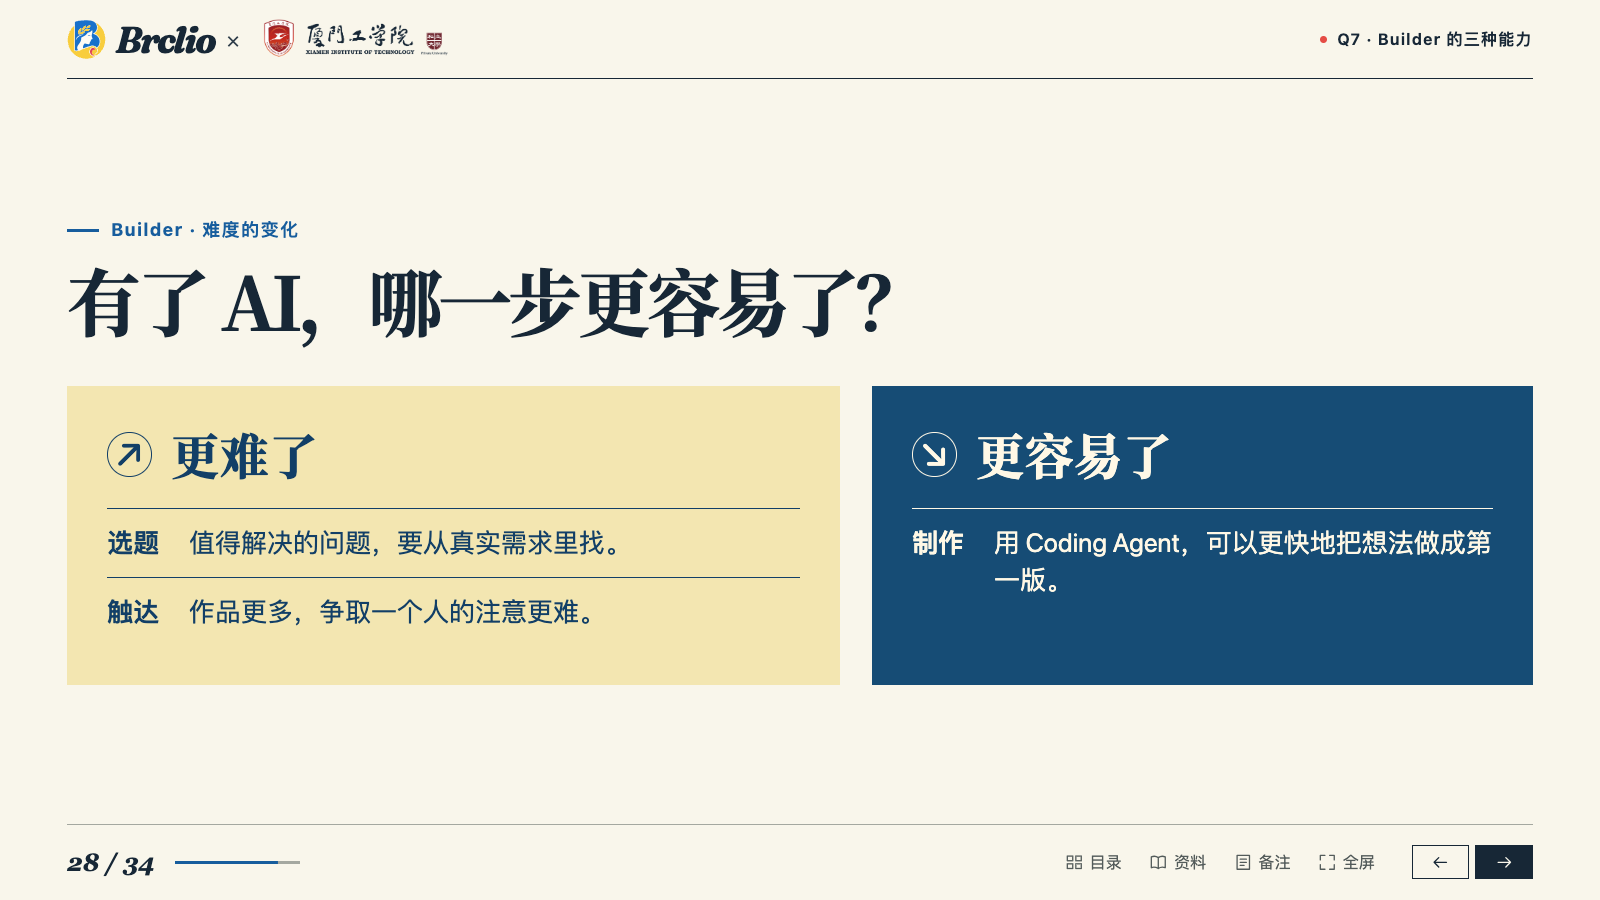 Brclio ×
厦门工学院
XIAMEN INSTITUTE OF TECHNOLOGY
Q7 · Builder 的三种能力
Builder · 难度的变化
有了 AI，哪一步更容易了?
更难了
选题 值得解决的问题，要从真实需求里找。
触达 作品更多，争取一个人的注意更难。
更容易了
制作 用 Coding Agent，可以更快地把想法做成第
一版。
28 / 34
目录
资料
备注
全屏